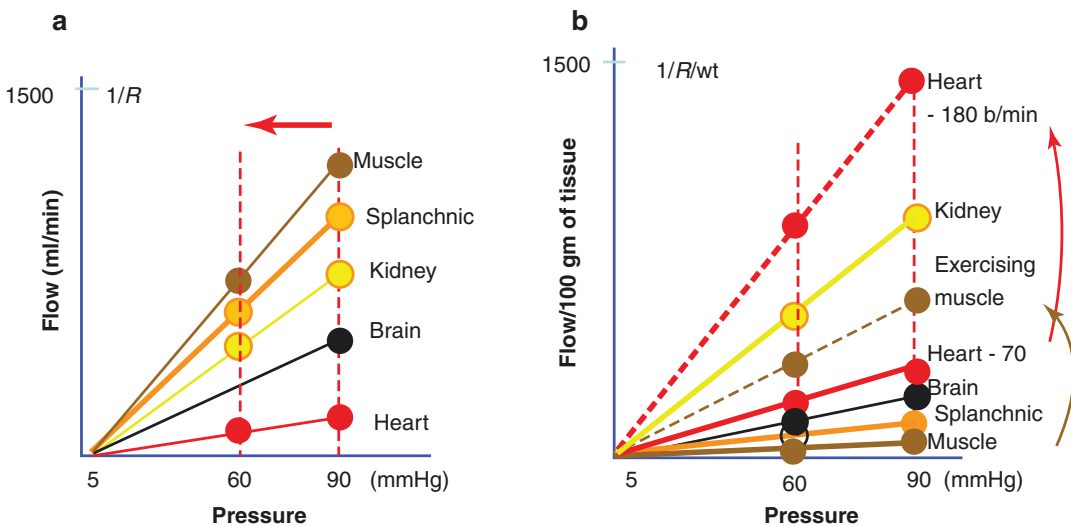 a
1500
1/R
Flow (ml/min)
Muscle
Splanchnic
Kidney
Brain
Heart
5
60
90
(mmHg)
Pressure
b
1500
1/R/wt
Flow/100 gm of tissue
Heart
- 180 b/min
Kidney
Exercising
muscle
Heart - 70
Brain
Splanchnic
Muscle
5
60
90
(mmHg)
Pressure